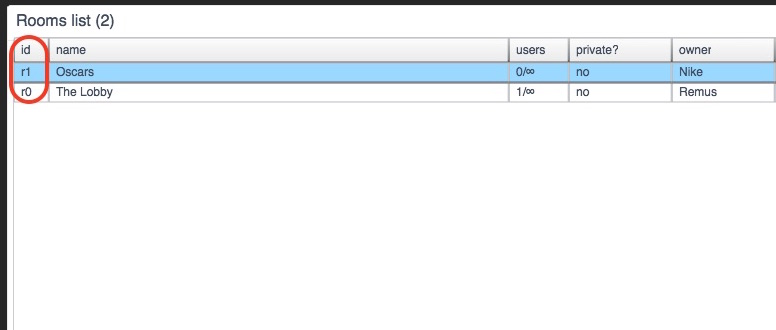 Rooms list (2)
id name users private? owner
r1 Oscars 0/∞ no Nike
r0 The Lobby 1/∞ no Remus